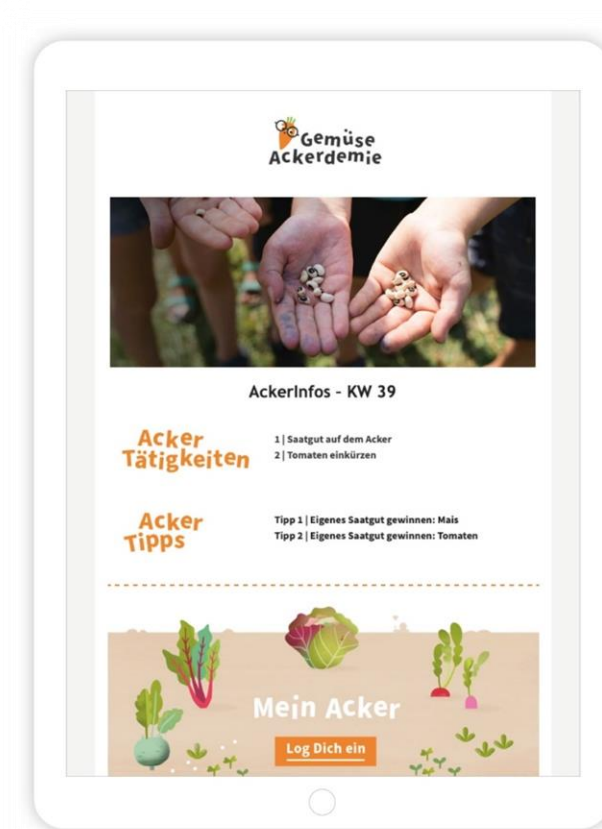 Gemüse
Ackerdemie
AckerInfos - KW 39
Acker
Tätigkeiten
1 | Saatgut auf dem Acker
2 | Tomaten einkürzen
Acker
Tipps
Tipp 1 | Eigenes Saatgut gewinnen: Mais
Tipp 2 | Eigenes Saatgut gewinnen: Tomaten
Mein Acker
Log Dich ein